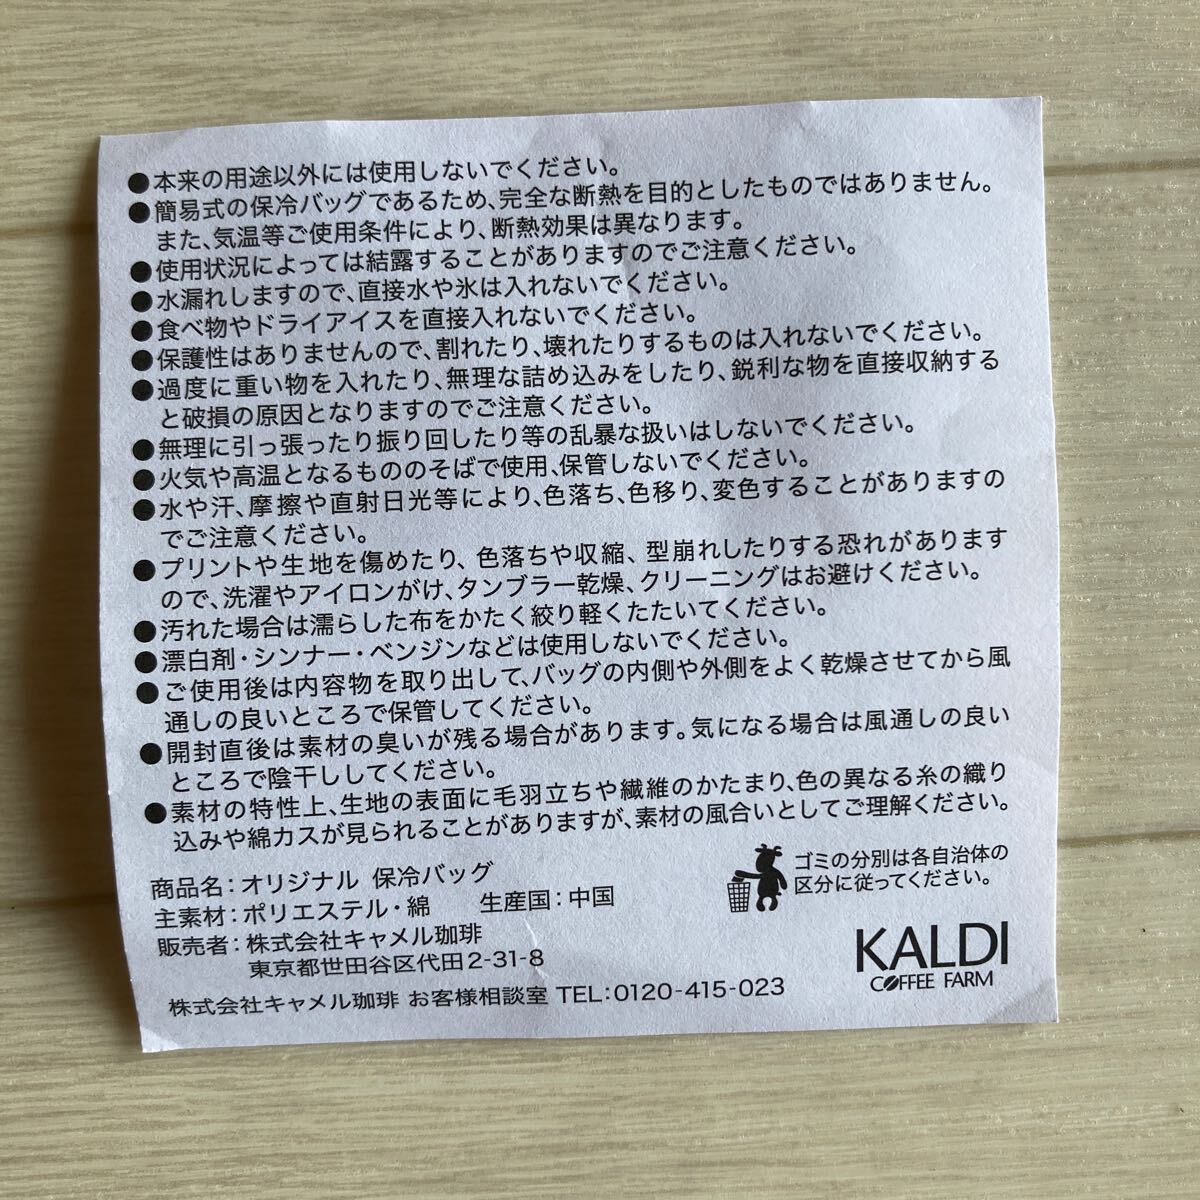 ●本来の用途以外には使用しないでください。
●簡易式の保冷バッグであるため、完全な断熱を目的としたものではありません。
また、気温等ご使用条件により、断熱効果は異なります。
●使用状況によっては結露することがありますのでご注意ください。
●水漏れしますので、直接水や氷は入れないでください。
●食べ物やドライアイスを直接入れないでください。
●保護性はありませんので、割れたり、壊れたりするものは入れないでください。
●過度に重い物を入れたり、無理な詰め込みをしたり、鋭利な物を直接収納する
と破損の原因となりますのでご注意ください。
●無理に引っ張ったり振り回したり等の乱暴な扱いはしないでください。
●火気や高温となるもののそばで使用、保管しないでください。
●水や汗、摩擦や直射日光等により、色落ち、色移り、変色することがありますの
でご注意ください。
●プリントや生地を傷めたり、色落ちや収縮、型崩れしたりする恐れがあります
ので、洗濯やアイロンがけ、タンブラー乾燥、クリーニングはお避けください。
●汚れた場合は濡らした布をかたく絞り軽くたたいてください。
●漂白剤・シンナー・ベンジンなどは使用しないでください。
●ご使用後は内容物を取り出して、バッグの内側や外側をよく乾燥させてから風
通しの良いところで保管してください。
●開封直後は素材の臭いが残る場合があります。気になる場合は風通しの良い
ところで陰干ししてください。
●素材の特性上、生地の表面に毛羽立ちや繊維のかたまり、色の異なる糸の織り
込みや綿カスが見られることがありますが、素材の風合いとしてご理解ください。
商品名：オリジナル 保冷バッグ
主素材：ポリエステル・綿 生産国：中国
販売者：株式会社キャメル珈琲
東京都世田谷区代田2-31-8
株式会社キャメル珈琲 お客様相談室 TEL：0120-415-023
ゴミの分別は各自治体の
区分に従ってください。
KALDI
COFFEE FARM